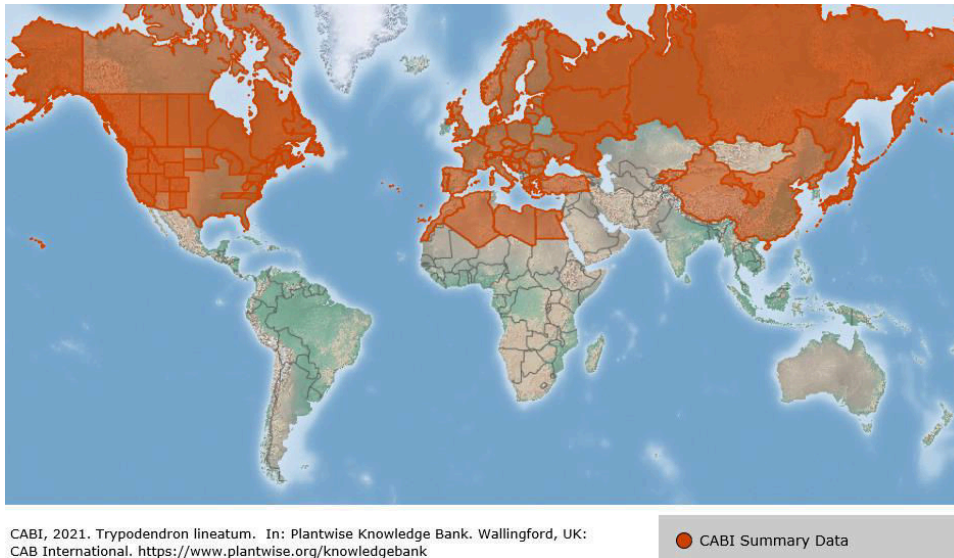 CABI, 2021. Trypodendron lineatum. In: Plantwise Knowledge Bank. Wallingford, UK:
CAB International. https://www.plantwise.org/knowledgebank
CABI Summary Data